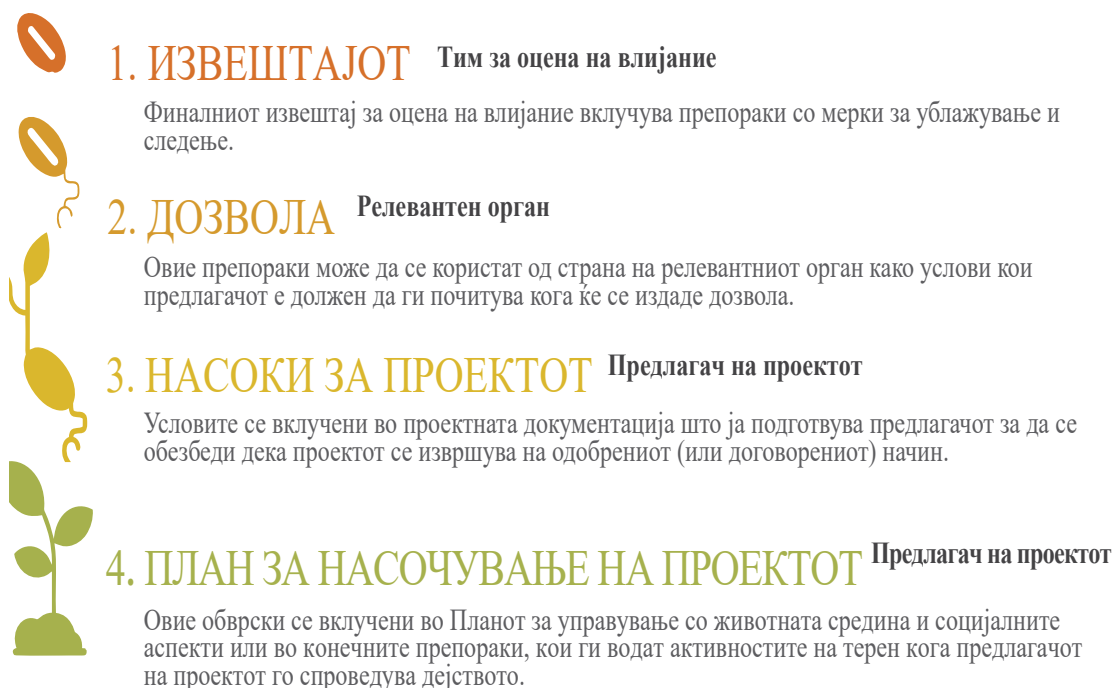 1. ИЗВЕШТАЈОТ Тим за оцена на влијание
Финалниот извештај за оцена на влијание вклучува препораки со мерки за ублажување и
следење.
2. ДОЗВОЛА Релевантен орган
Овие препораки може да се користат од страна на релевантниот орган како услови кои
предлагачот е должен да ги почитува кога ќе се издаде дозвола.
3. НАСОКИ ЗА ПРОЕКТОТ Предлагач на проектот
Условите се вклучени во проектната документација што ја подготвува предлагачот за да се
обезбеди дека проектот се извршува на одобрениот (или договорениот) начин.
4. ПЛАН ЗА НАСОЧУВАЊЕ НА ПРОЕКТОТ Предлагач на проектот
Овие обврски се вклучени во Планот за управување со животната средина и социјалните
аспекти или во конечните препораки, кои ги водат активностите на терен кога предлагачот
на проектот го спроведува дејството.